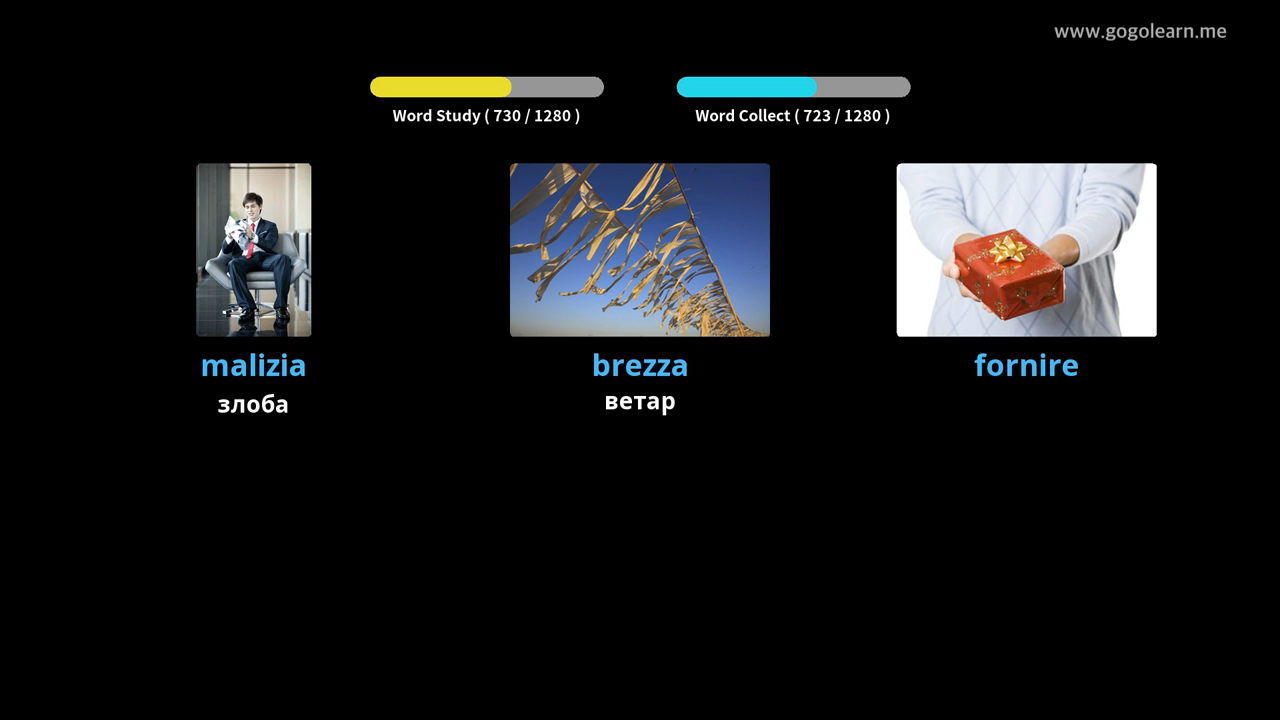 www.gogolearn.me
Word Study ( 730 / 1280 )
Word Collect ( 723 / 1280 )
malizia
злоба
brezza
ветар
fornire